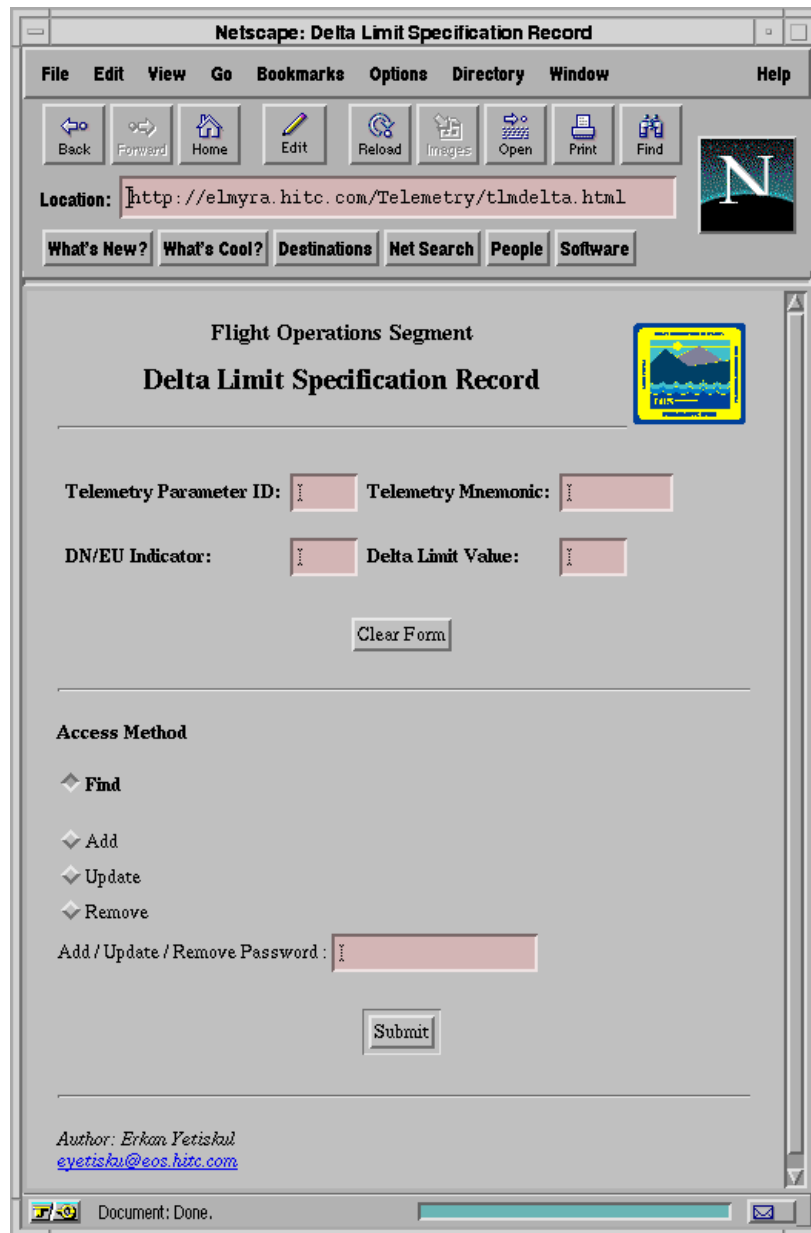 Netscape: Delta Limit Specification Record
File Edit View Go Bookmarks Options Directory Window Help
Back Forward Home Edit Reload Images Open Print Find
N
Location: http://elmyra.hitc.com/Telemetry/tlmdelta.html
What's New? What's Cool? Destinations Net Search People Software
Flight Operations Segment
Delta Limit Specification Record
Telemetry Parameter ID: Telemetry Mnemonic:
DN/EU Indicator: Delta Limit Value:
Clear Form
Access Method
Find
Add
Update
Remove
Add / Update / Remove Password :
Submit
Author: Erkan Yetiskul
eyetisku@eos.hitc.com
Document: Done.